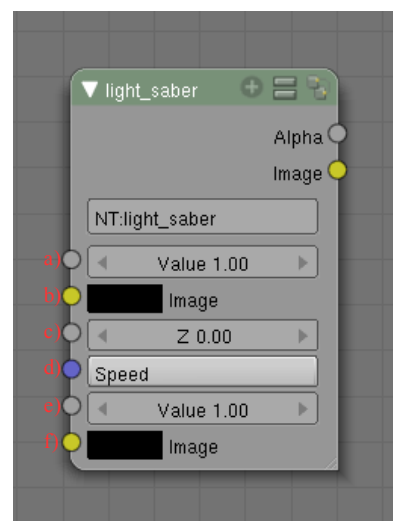 light_saber
Alpha
Image
NT:light_saber
a) Value 1.00
b) Image
c) Z 0.00
d) Speed
e) Value 1.00
f) Image